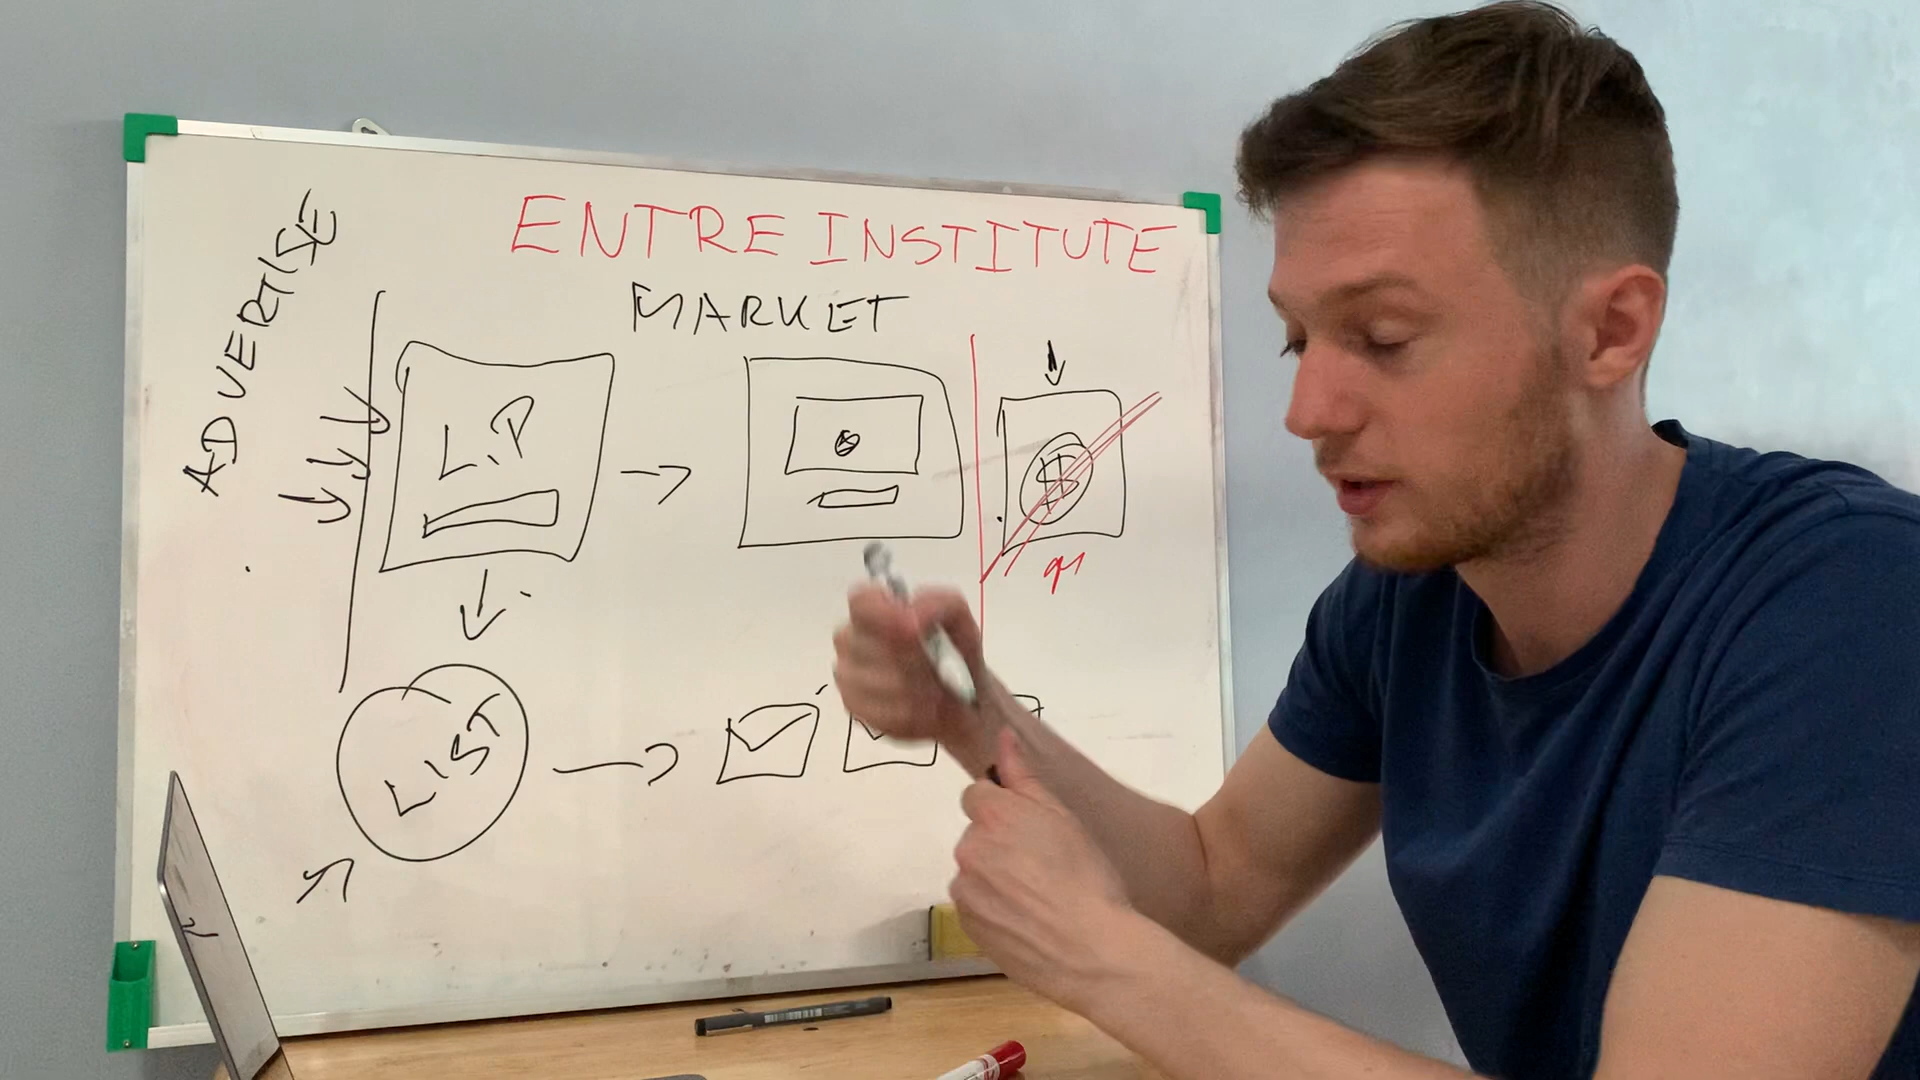 ENTRE INSTITUTE
MARKET
ADVERTISE
L.P
$
LIST